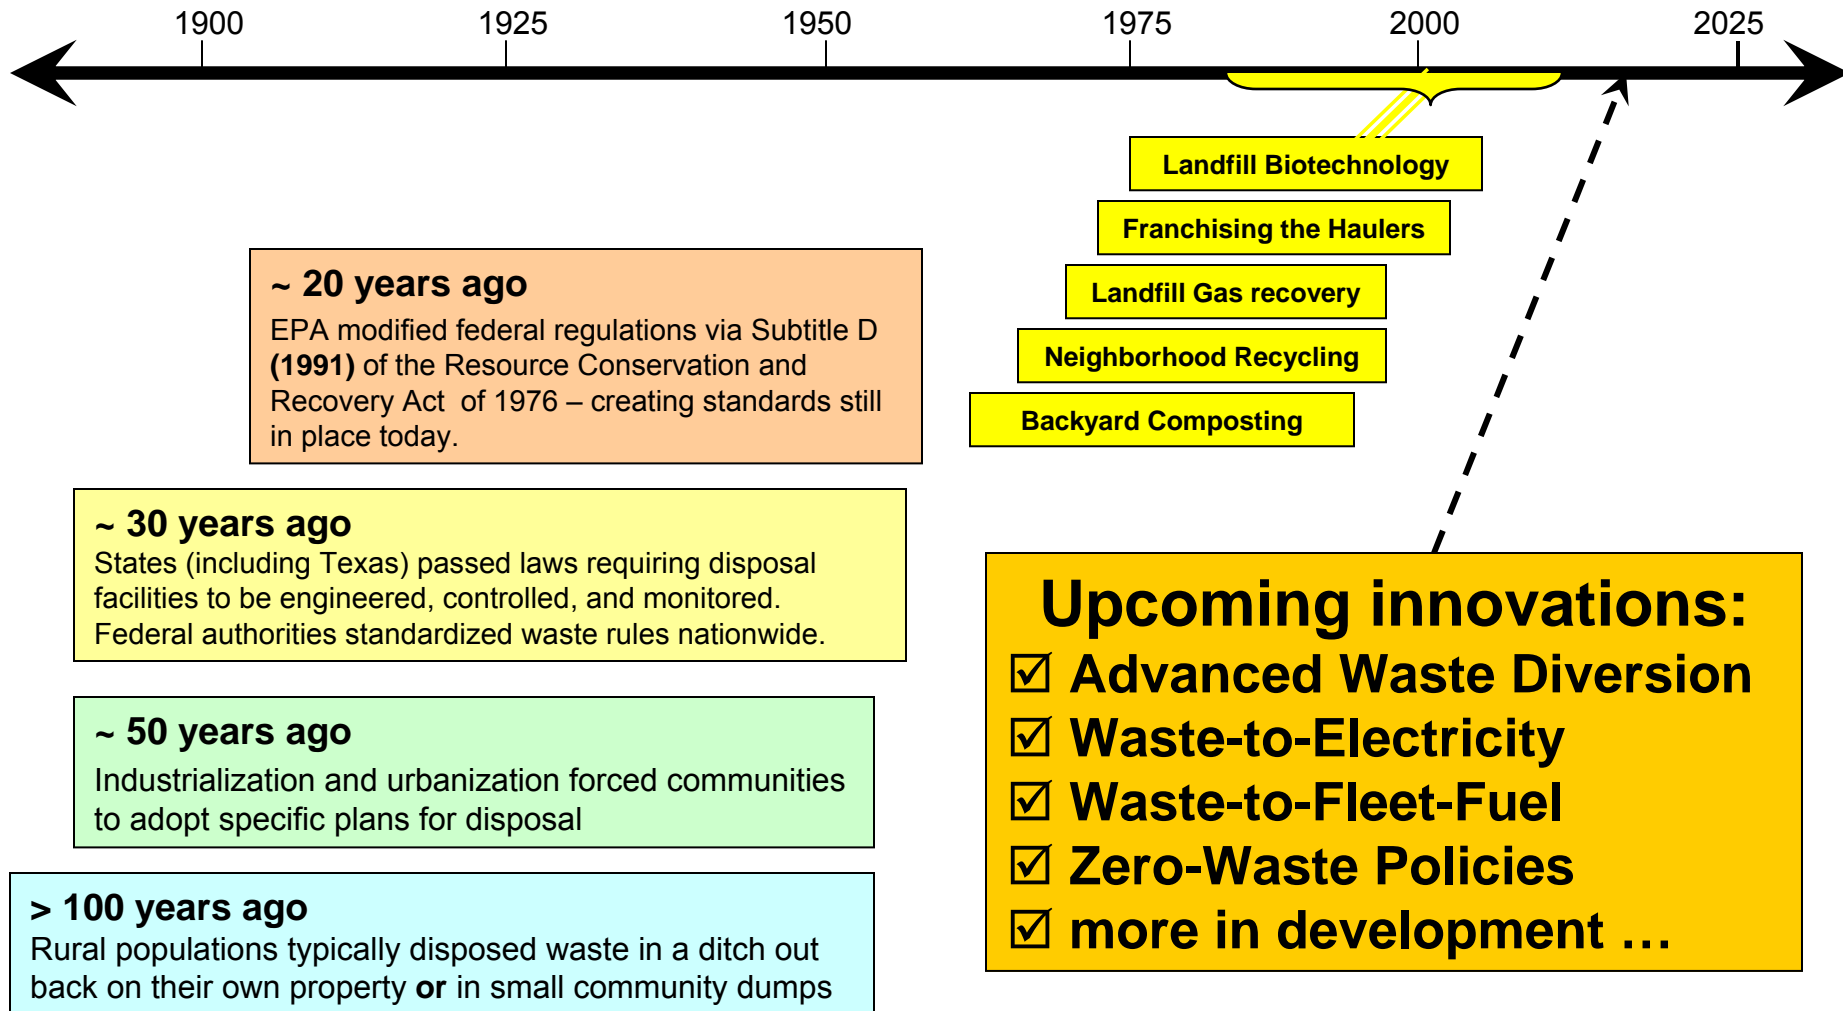 1900 1925 1950 1975 2000 2025
Landfill Biotechnology
Franchising the Haulers
Landfill Gas recovery
Neighborhood Recycling
Backyard Composting
~ 20 years ago
EPA modified federal regulations via Subtitle D
(1991) of the Resource Conservation and
Recovery Act of 1976 – creating standards still
in place today.
~ 30 years ago
States (including Texas) passed laws requiring disposal
facilities to be engineered, controlled, and monitored.
Federal authorities standardized waste rules nationwide.
~ 50 years ago
Industrialization and urbanization forced communities
to adopt specific plans for disposal
> 100 years ago
Rural populations typically disposed waste in a ditch out
back on their own property or in small community dumps
Upcoming innovations:
☑ Advanced Waste Diversion
☑ Waste-to-Electricity
☑ Waste-to-Fleet-Fuel
☑ Zero-Waste Policies
☑ more in development …